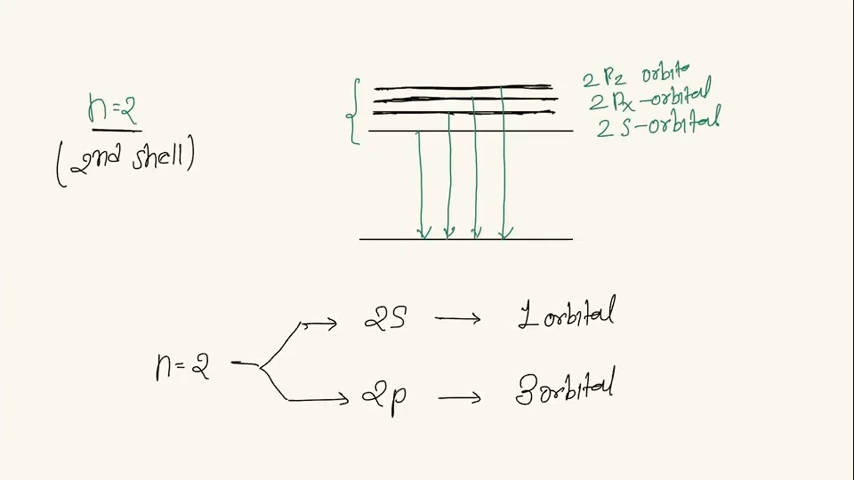 n=2
(2nd shell)
2Pz orbita
2Px-orbital
2S-orbital
n=2
2S → 1 orbital
2p → 3 orbital